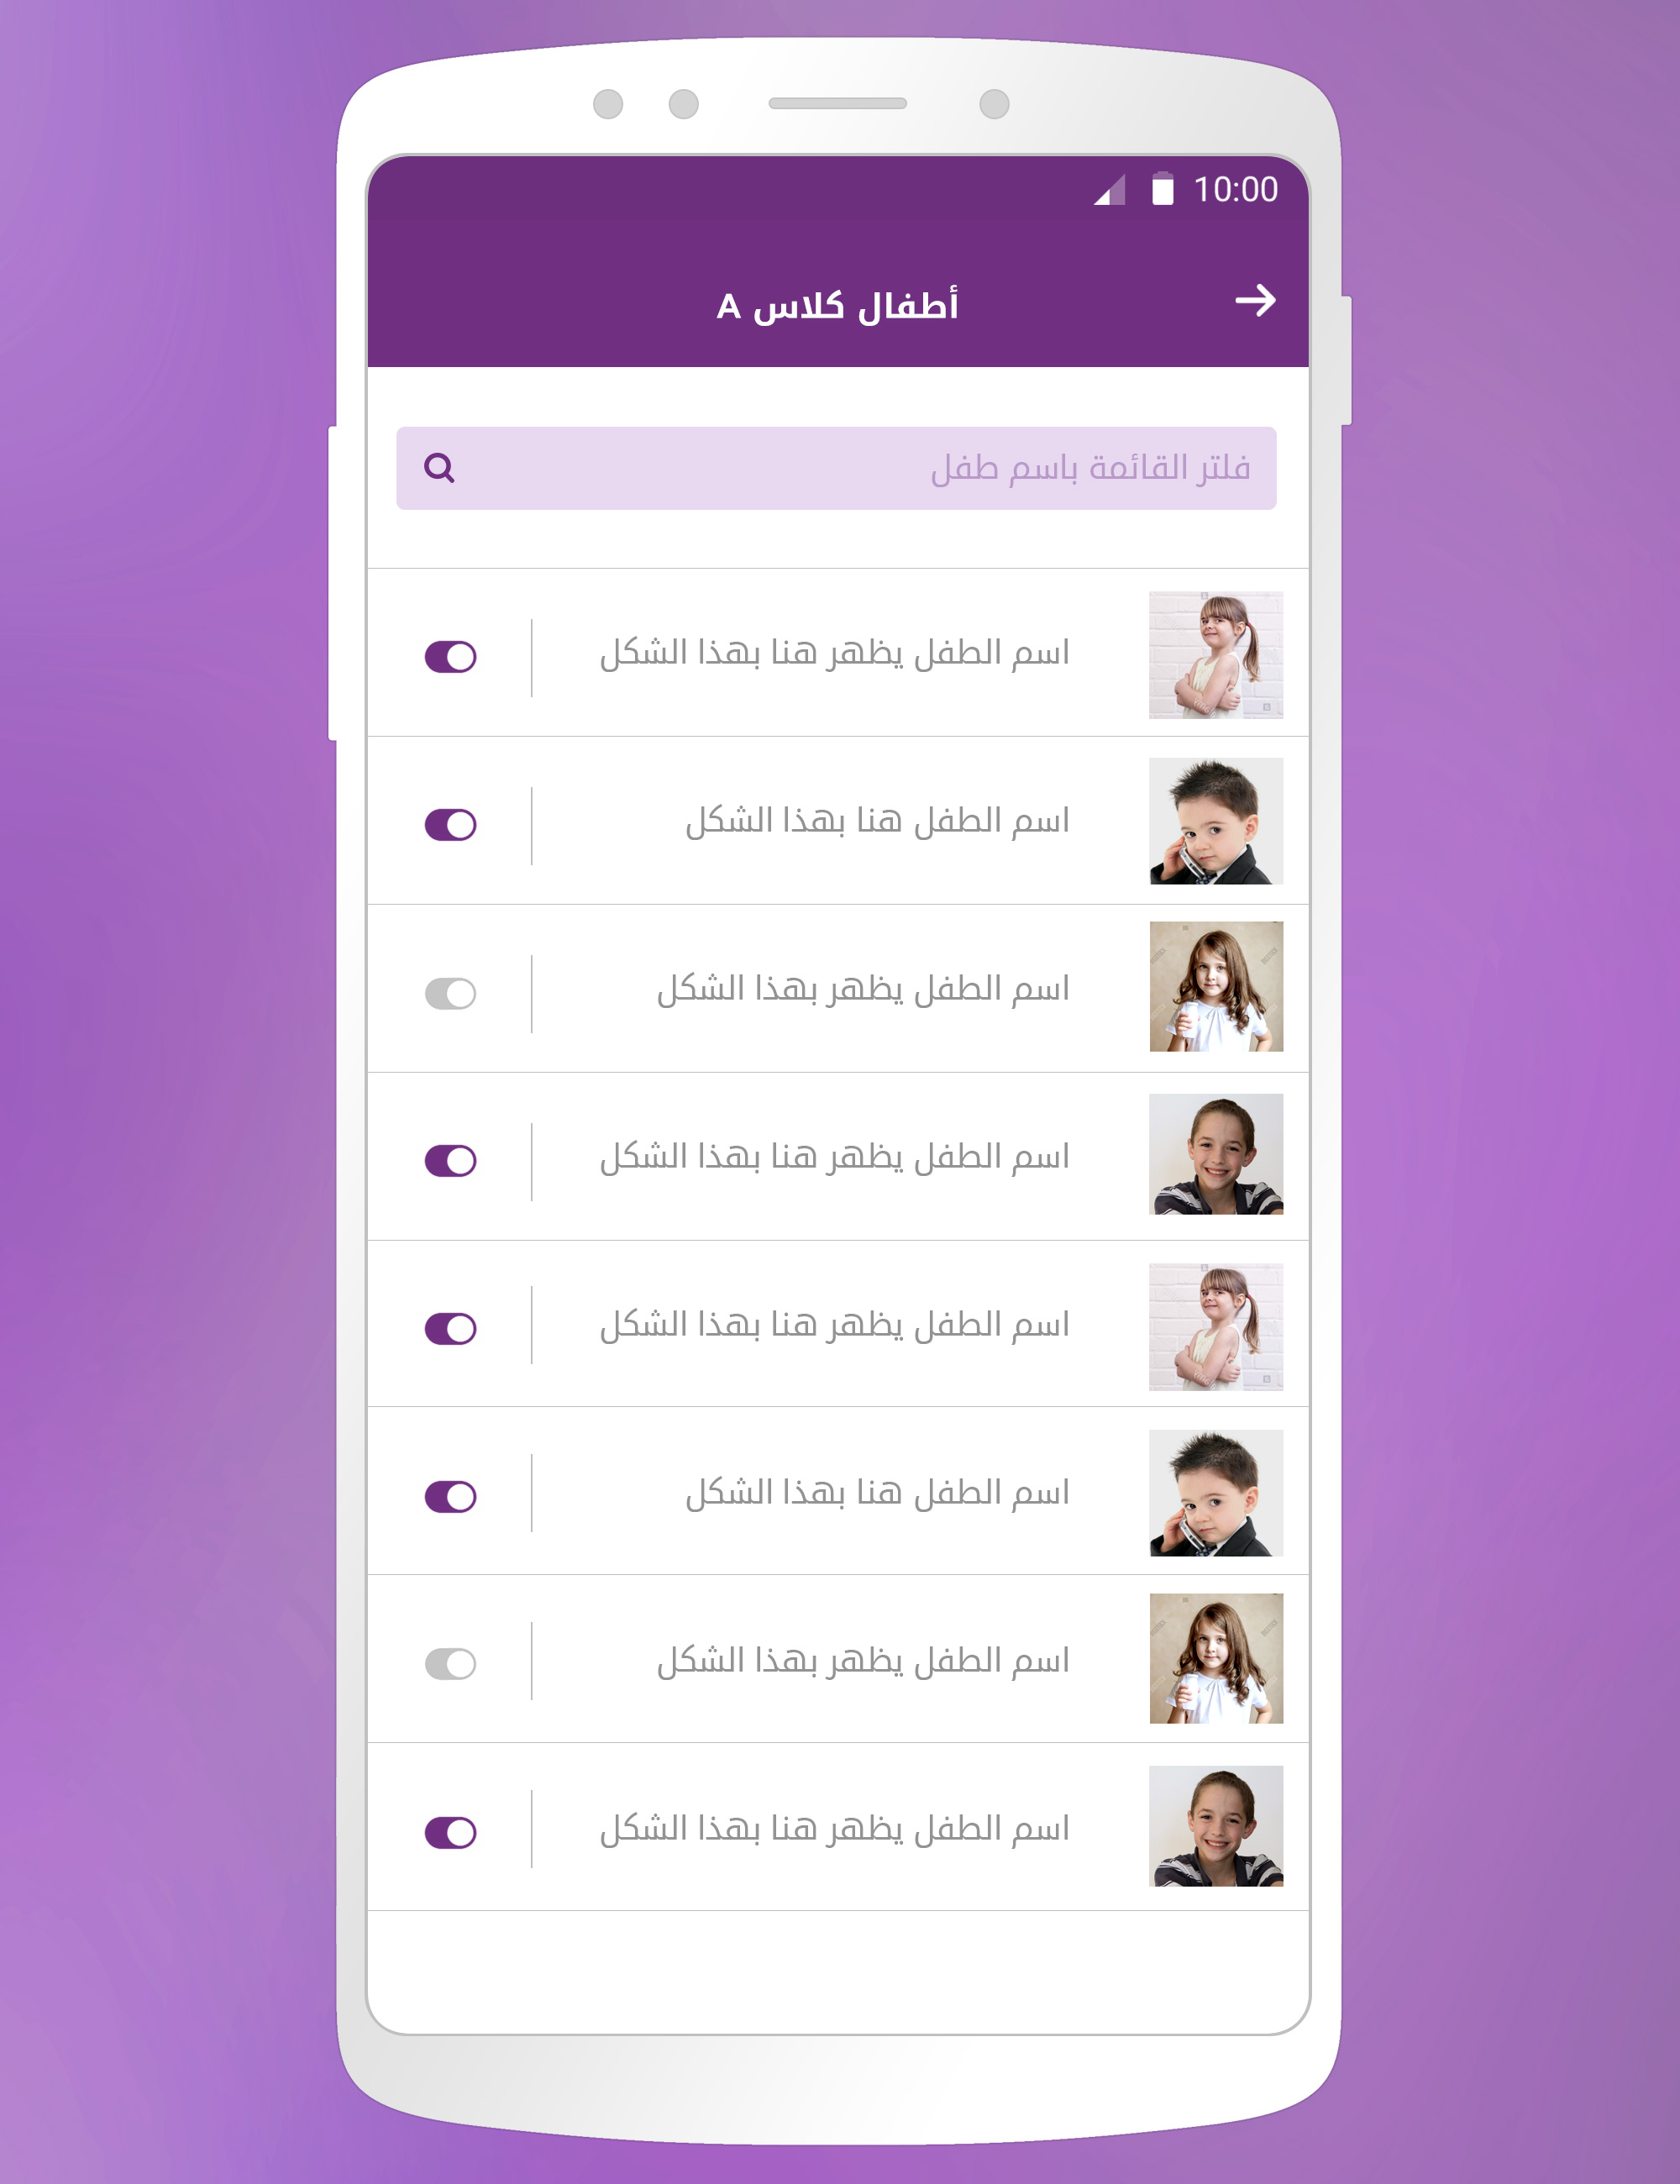 10:00
أطفال كلاس A
فلتر القائمة باسم طفل
اسم الطفل يظهر هنا بهذا الشكل
اسم الطفل هنا بهذا الشكل
اسم الطفل يظهر بهذا الشكل
اسم الطفل يظهر هنا بهذا الشكل
اسم الطفل يظهر هنا بهذا الشكل
اسم الطفل هنا بهذا الشكل
اسم الطفل يظهر بهذا الشكل
اسم الطفل يظهر هنا بهذا الشكل